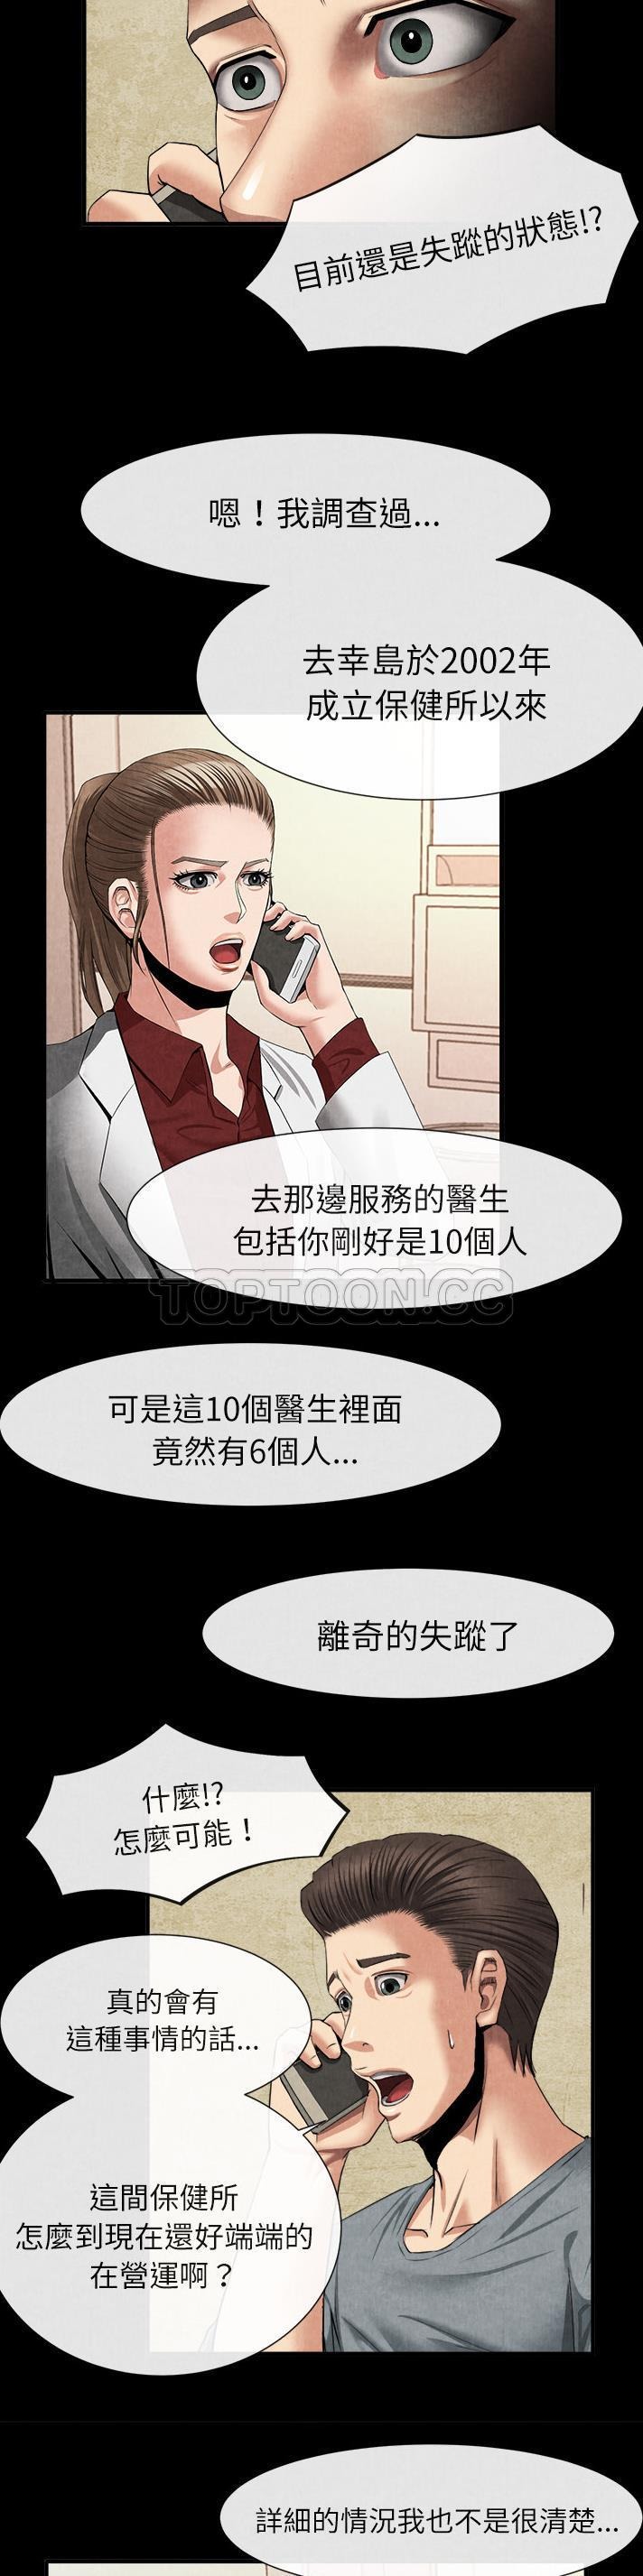 目前還是失蹤的狀態!?
嗯！我調查過...
去幸島於2002年
成立保健所以來
去那邊服務的醫生
包括你剛好是10個人
TOPTOON.CC
可是這10個醫生裡面
竟然有6個人...
離奇的失蹤了
什麼!?
怎麼可能！
真的會有
這種事情的話...
這間保健所
怎麼到現在還好端端的
在營運啊？
詳細的情況我也不是很清楚...